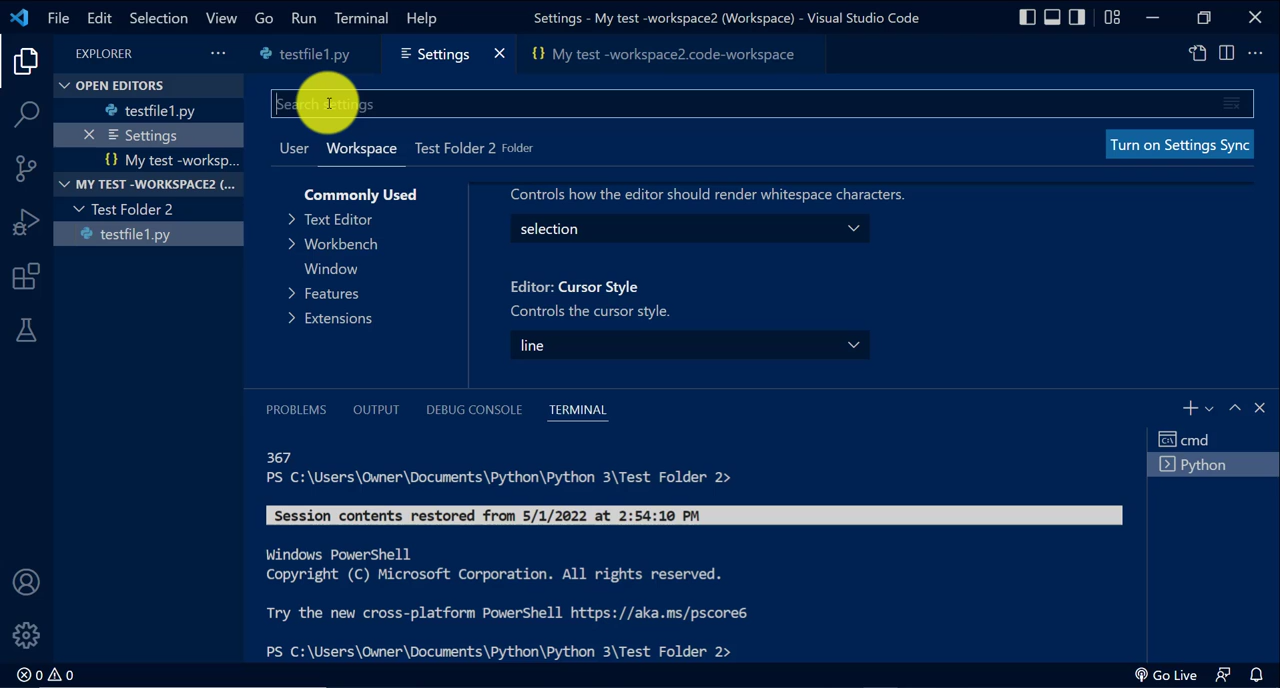 File Edit Selection View Go Run Terminal Help
Settings - My test -workspace2 (Workspace) - Visual Studio Code
EXPLORER
testfile1.py
Settings
My test -workspace2.code-workspace
OPEN EDITORS
testfile1.py
Settings
My test -worksp...
MY TEST -WORKSPACE2 (...
Test Folder 2
testfile1.py
Search settings
User Workspace Test Folder 2 Folder
Turn on Settings Sync
Commonly Used
Text Editor
Workbench
Window
Features
Extensions
Controls how the editor should render whitespace characters.
selection
Editor: Cursor Style
Controls the cursor style.
line
PROBLEMS OUTPUT DEBUG CONSOLE TERMINAL
cmd
Python
367
PS C:\Users\Owner\Documents\Python\Python 3\Test Folder 2>
Session contents restored from 5/1/2022 at 2:54:10 PM
Windows PowerShell
Copyright (C) Microsoft Corporation. All rights reserved.
Try the new cross-platform PowerShell https://aka.ms/pscore6
PS C:\Users\Owner\Documents\Python\Python 3\Test Folder 2>
0 0
Go Live